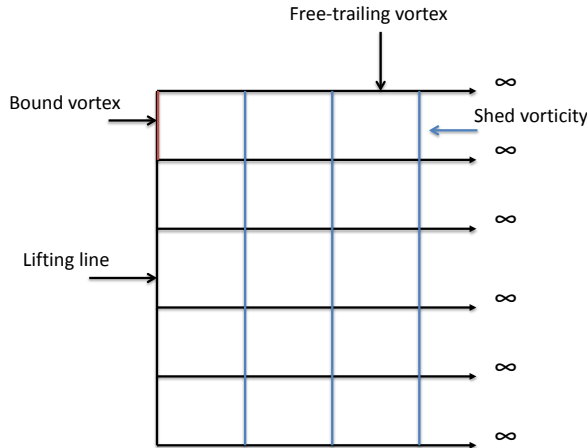 Free-trailing vortex
∞
Bound vortex
Shed vorticity
∞
∞
Lifting line
∞
∞
∞